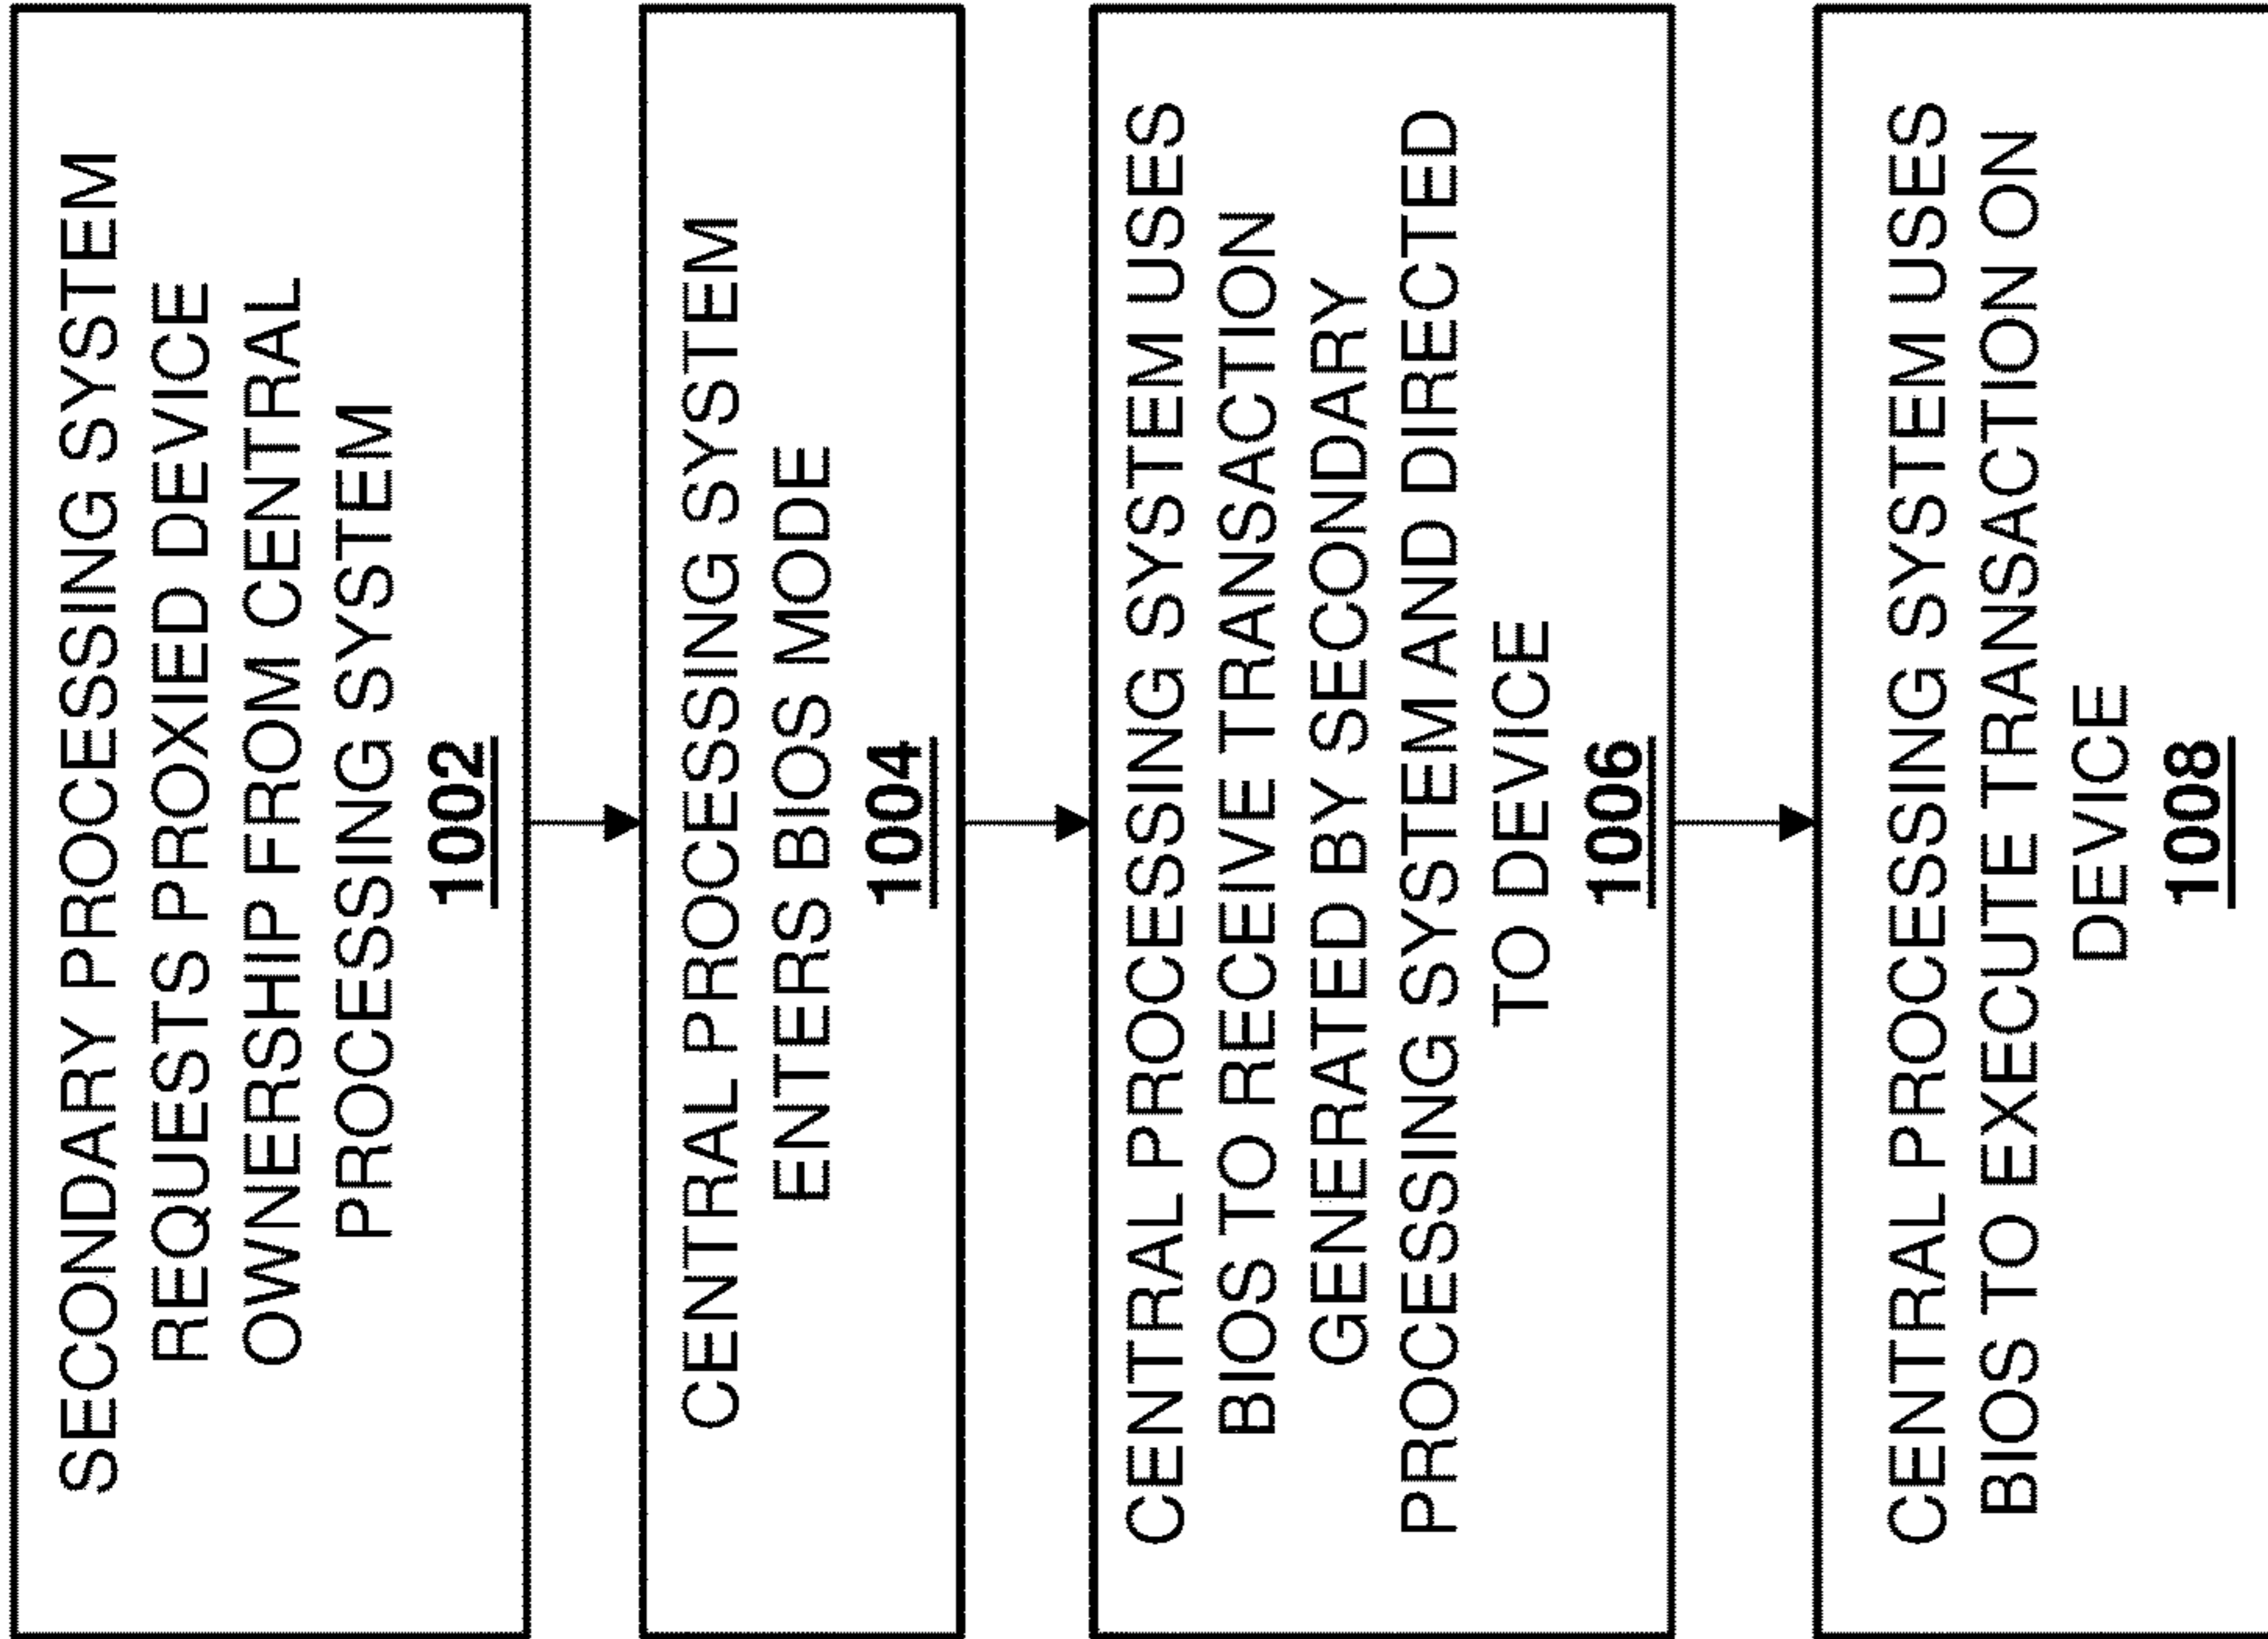 SECONDARY PROCESSING SYSTEM
REQUESTS PROXIED DEVICE
OWNERSHIP FROM CENTRAL
PROCESSING SYSTEM
1002
CENTRAL PROCESSING SYSTEM
ENTERS BIOS MODE
1004
CENTRAL PROCESSING SYSTEM USES
BIOS TO RECEIVE TRANSACTION
GENERATED BY SECONDARY
PROCESSING SYSTEM AND DIRECTED
TO DEVICE
1006
CENTRAL PROCESSING SYSTEM USES
BIOS TO EXECUTE TRANSACTION ON
DEVICE
1008